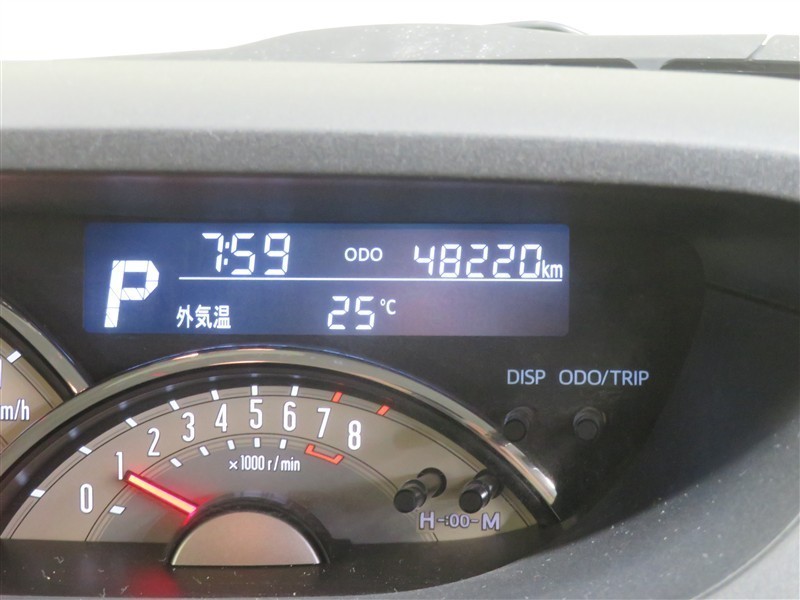 P
7:59 ODO 48220km
外気温 25℃
DISP ODO/TRIP
m/h
0 1 2 3 4 5 6 7 8
×1000 r/min
H-:00-M